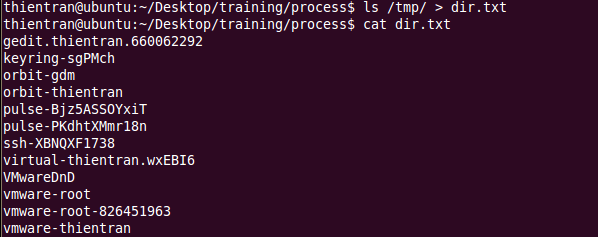 thientran@ubuntu:~/Desktop/training/process$ ls /tmp/ > dir.txt
thientran@ubuntu:~/Desktop/training/process$ cat dir.txt
gedit.thientran.660062292
keyring-sgPMch
orbit-gdm
orbit-thientran
pulse-Bjz5ASSOYxiT
pulse-PKdhtXMmr18n
ssh-XBNQXF1738
virtual-thientran.wxEBI6
VMwareDnD
vmware-root
vmware-root-826451963
vmware-thientran